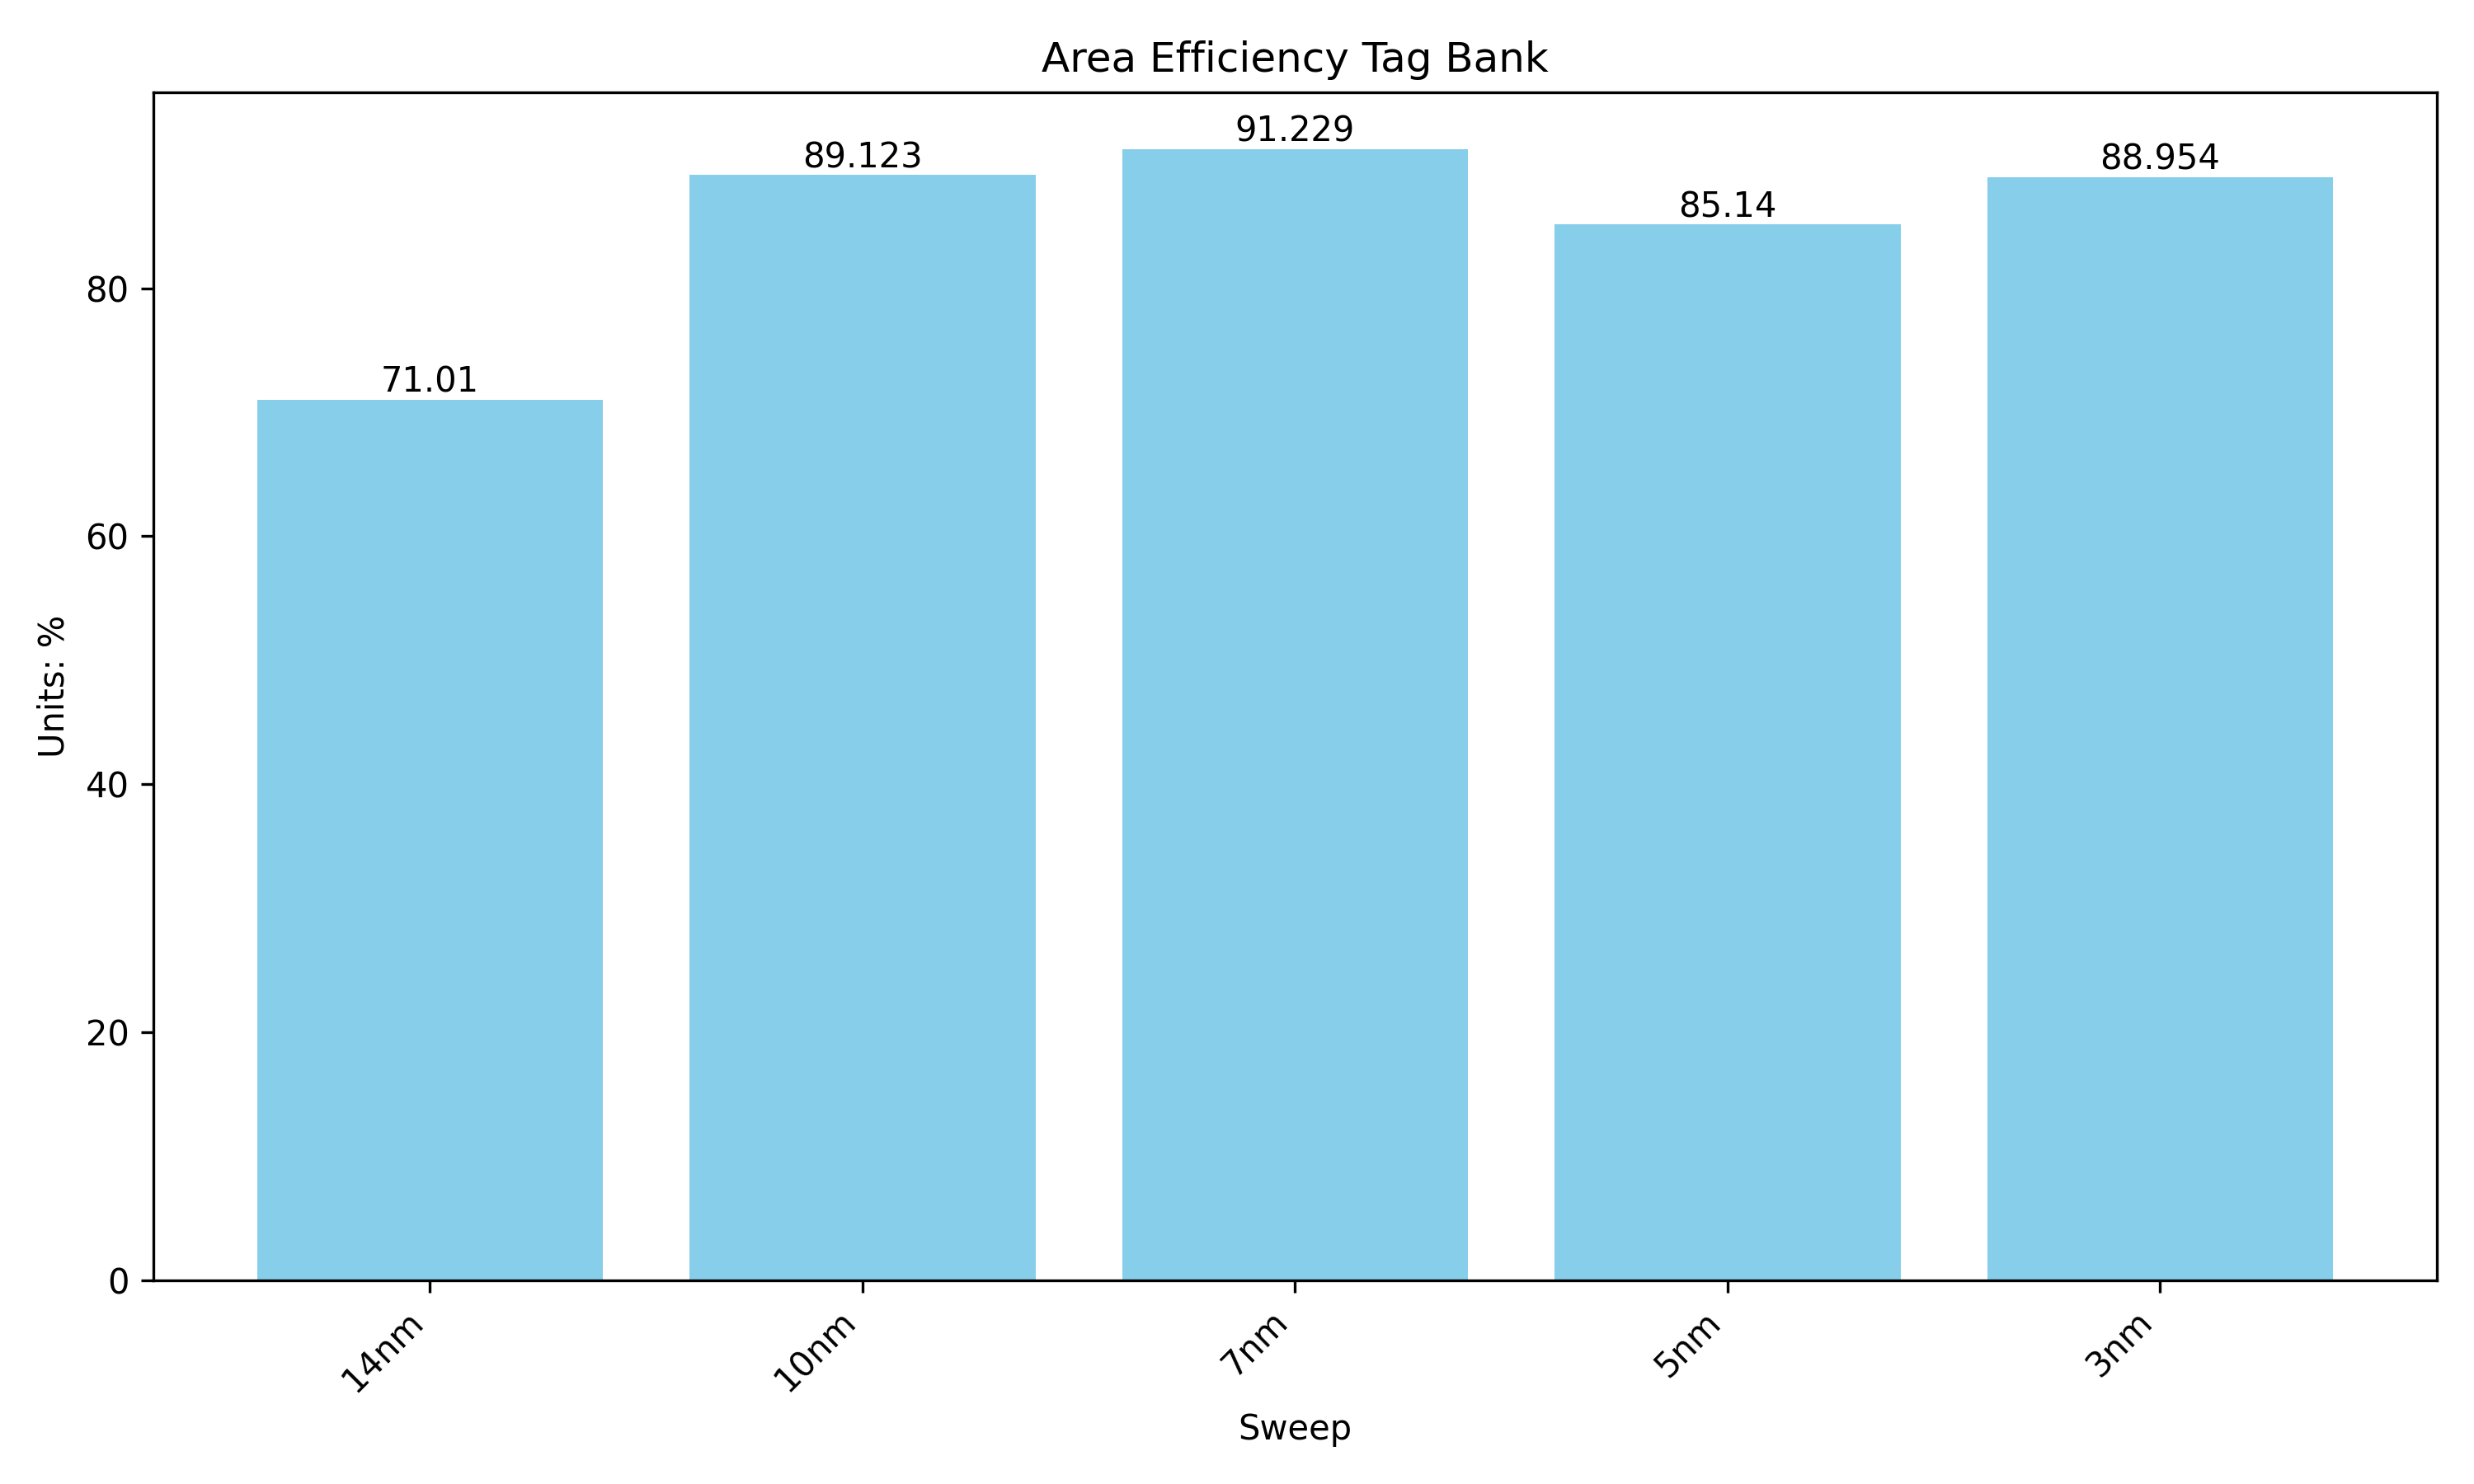 Area Efficiency Tag Bank
91.229
89.123
88.954
85.14
71.01
80
60
40
20
0
Units: %
14nm
10nm
7nm
5nm
3nm
Sweep